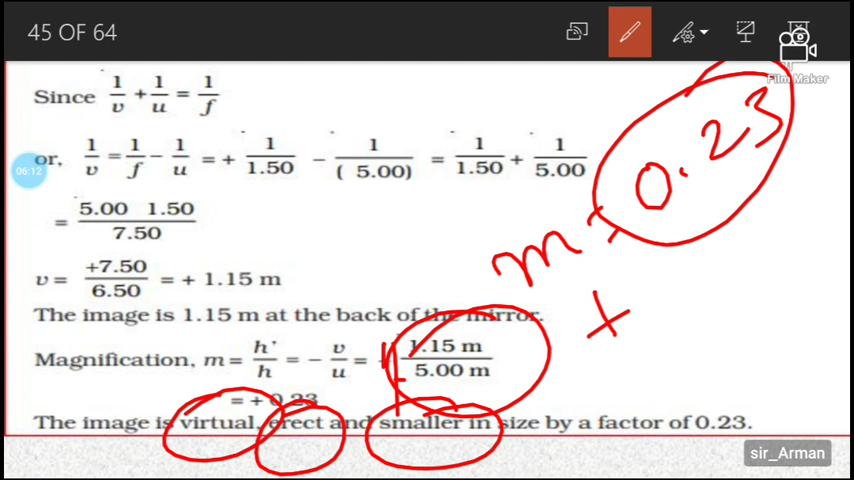 45 OF 64
Film Maker
Since 1/v + 1/u = 1/f
06:12
or, 1/v = 1/f − 1/u = + 1/1.50 − 1/( 5.00) = 1/1.50 + 1/5.00
= 5.00 1.50/7.50
v = +7.50/6.50 = + 1.15 m
The image is 1.15 m at the back of the mirror.
Magnification, m = h'/h = − v/u = 1.15 m/5.00 m
= + 0.23
The image is virtual, erect and smaller in size by a factor of 0.23.
m = 0.23
+
sir_Arman